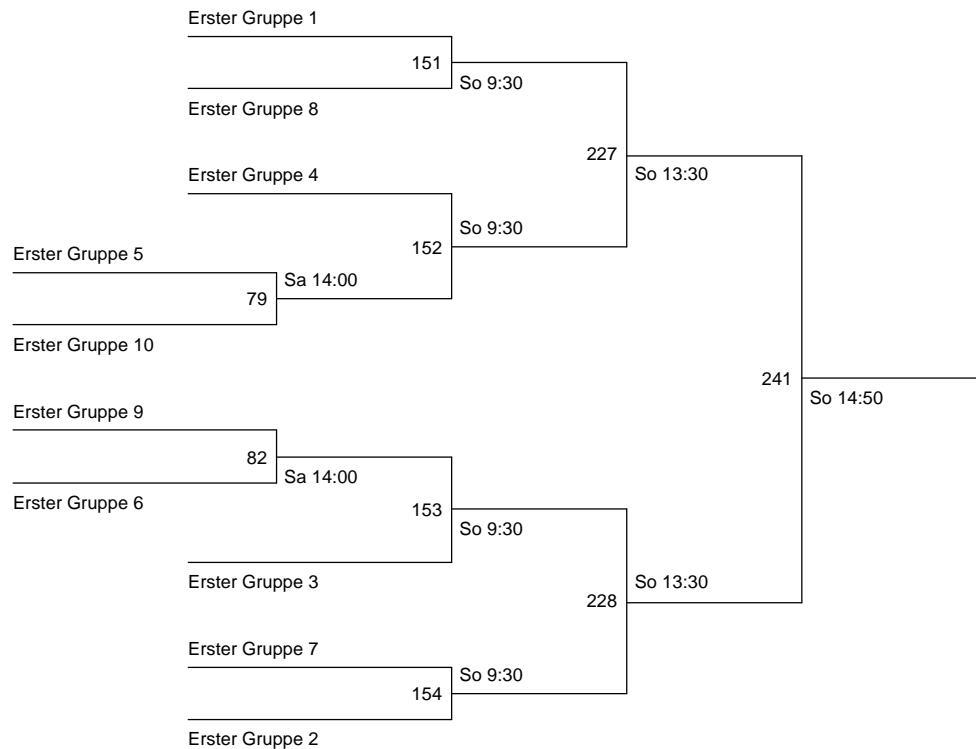 Erster Gruppe 1
151
So 9:30
Erster Gruppe 8
227
So 13:30
Erster Gruppe 4
So 9:30
152
Erster Gruppe 5
Sa 14:00
79
Erster Gruppe 10
241
So 14:50
Erster Gruppe 9
82
Sa 14:00
Erster Gruppe 6
153
So 9:30
Erster Gruppe 3
So 13:30
228
Erster Gruppe 7
So 9:30
154
Erster Gruppe 2